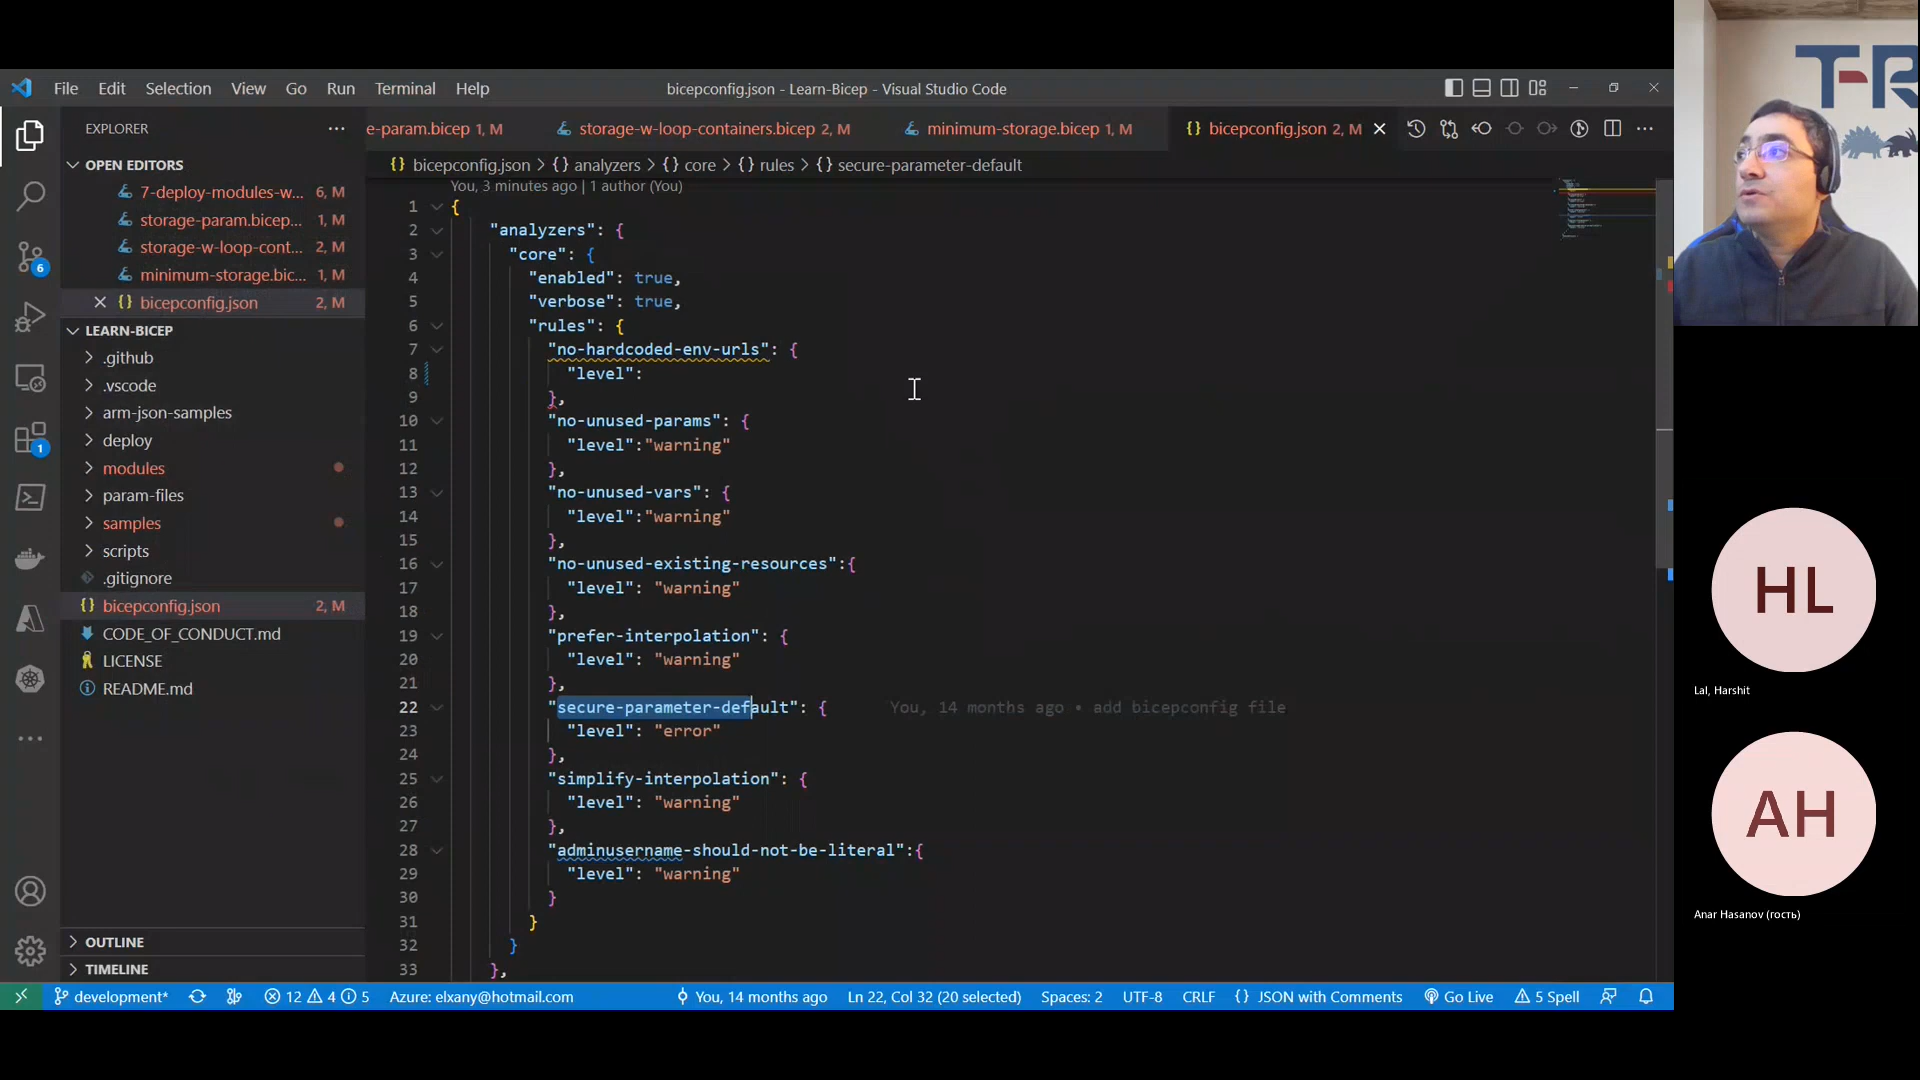 File Edit Selection View Go Run Terminal Help
bicepconfig.json - Learn-Bicep - Visual Studio Code
EXPLORER
e-param.bicep 1, M
storage-w-loop-containers.bicep 2, M
minimum-storage.bicep 1, M
bicepconfig.json 2, M
OPEN EDITORS
7-deploy-modules-w... 6, M
storage-param.bicep... 1, M
storage-w-loop-cont... 2, M
minimum-storage.bic... 1, M
bicepconfig.json 2, M
LEARN-BICEP
.github
.vscode
arm-json-samples
deploy
modules
param-files
samples
scripts
.gitignore
bicepconfig.json 2, M
CODE_OF_CONDUCT.md
LICENSE
README.md
OUTLINE
TIMELINE
6
1
{} bicepconfig.json > {} analyzers > {} core > {} rules > {} secure-parameter-default
You, 3 minutes ago | 1 author (You)
1 {
2 "analyzers": {
3 "core": {
4 "enabled": true,
5 "verbose": true,
6 "rules": {
7 "no-hardcoded-env-urls": {
8 "level":
9 },
10 "no-unused-params": {
11 "level":"warning"
12 },
13 "no-unused-vars": {
14 "level":"warning"
15 },
16 "no-unused-existing-resources":{
17 "level": "warning"
18 },
19 "prefer-interpolation": {
20 "level": "warning"
21 },
22 "secure-parameter-default": { You, 14 months ago • add bicepconfig file
23 "level": "error"
24 },
25 "simplify-interpolation": {
26 "level": "warning"
27 },
28 "adminusername-should-not-be-literal":{
29 "level": "warning"
30 }
31 }
32 }
33 },
development* 12 4 5 Azure: elxany@hotmail.com You, 14 months ago Ln 22, Col 32 (20 selected) Spaces: 2 UTF-8 CRLF {} JSON with Comments Go Live 5 Spell
T-R
HL
Lal, Harshit
AH
Anar Hasanov (гость)